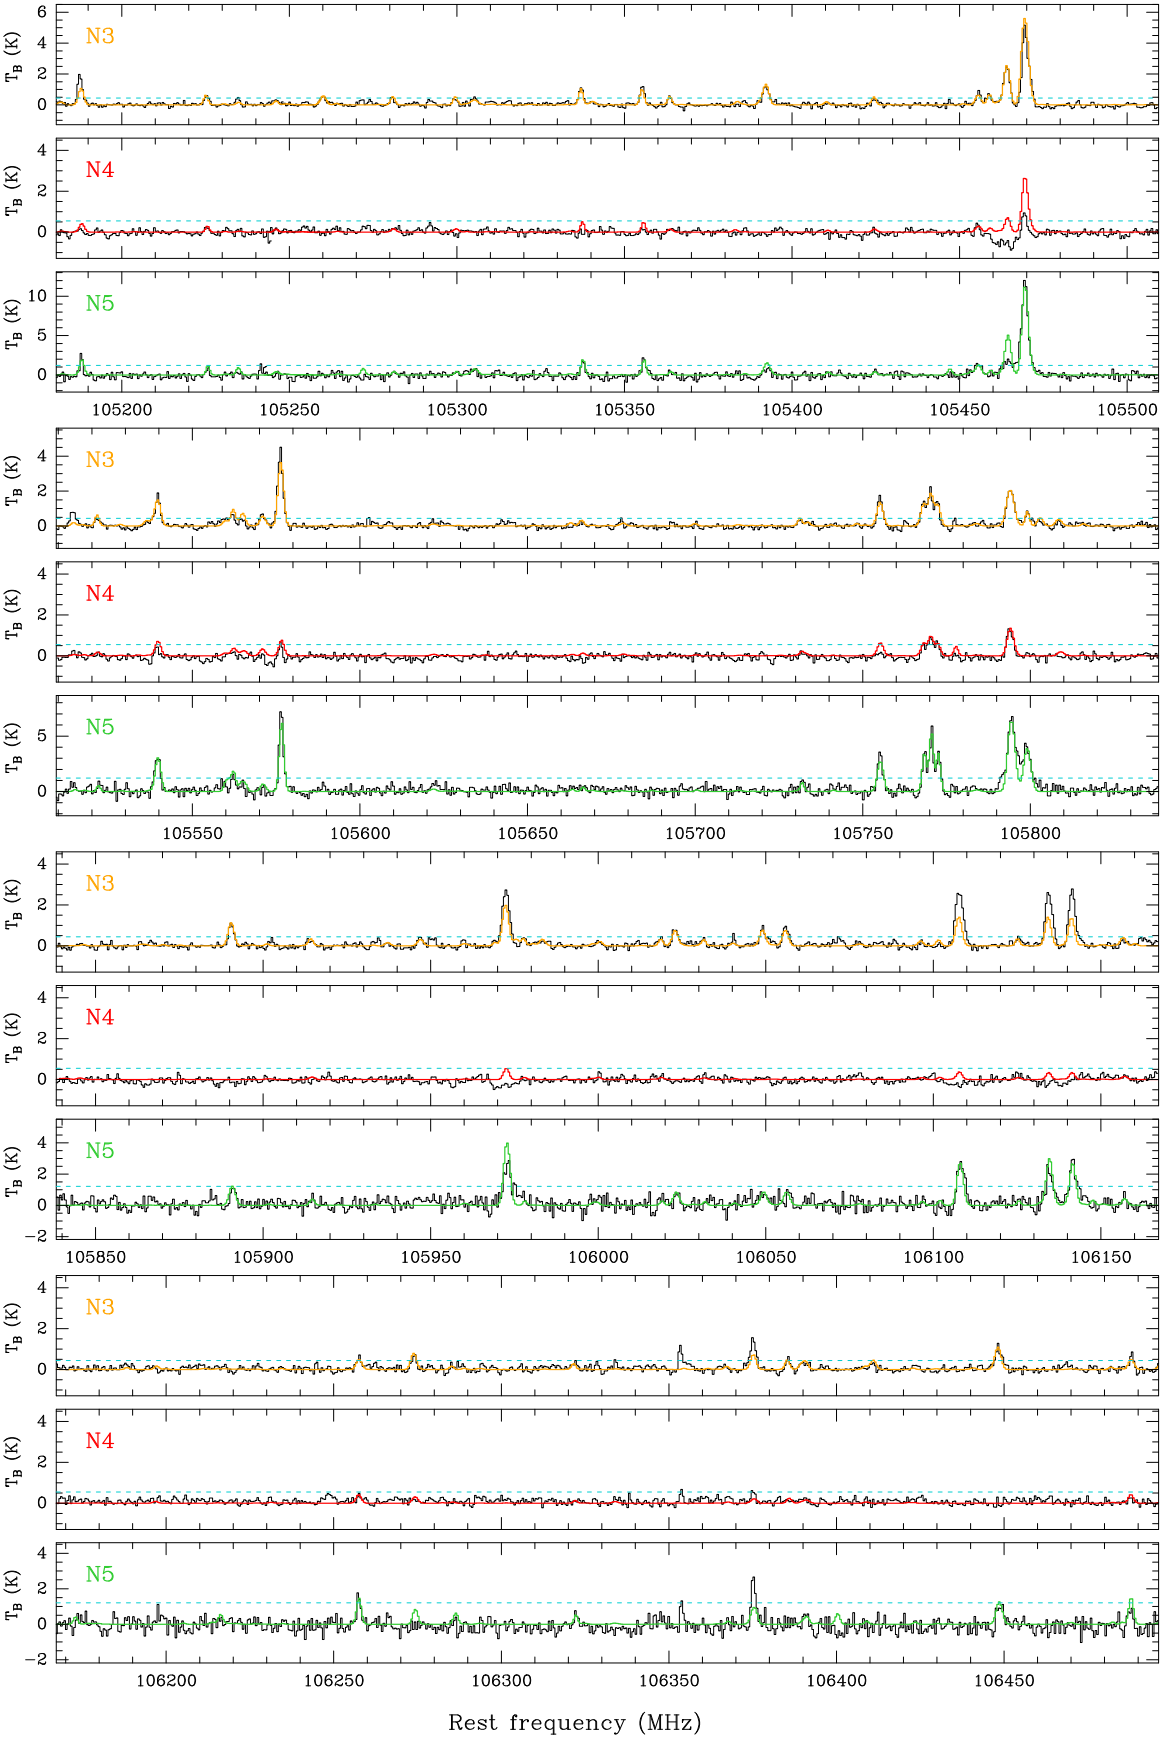 N3
T_B (K)
6
4
2
0
N4
T_B (K)
4
2
0
N5
T_B (K)
10
5
0
105200 105250 105300 105350 105400 105450 105500
N3
T_B (K)
4
2
0
N4
T_B (K)
4
2
0
N5
T_B (K)
5
0
105550 105600 105650 105700 105750 105800
N3
T_B (K)
4
2
0
N4
T_B (K)
4
2
0
N5
T_B (K)
4
2
0
−2
105850 105900 105950 106000 106050 106100 106150
N3
T_B (K)
4
2
0
N4
T_B (K)
4
2
0
N5
T_B (K)
4
2
0
−2
106200 106250 106300 106350 106400 106450
Rest frequency (MHz)